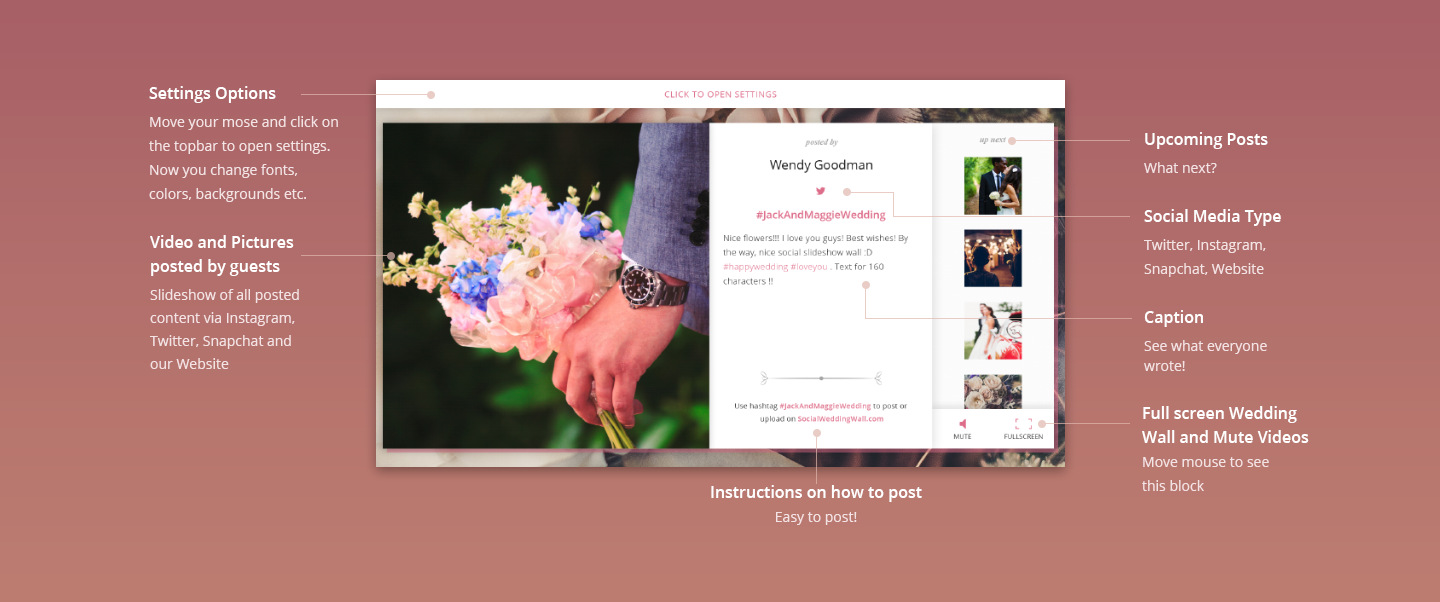 Settings Options
Move your mose and click on
the topbar to open settings.
Now you change fonts,
colors, backgrounds etc.
Video and Pictures
posted by guests
Slideshow of all posted
content via Instagram,
Twitter, Snapchat and
our Website
CLICK TO OPEN SETTINGS
posted by
Wendy Goodman
#JackAndMaggieWedding
Nice flowers!!! I love you guys! Best wishes! By
the way, nice social slideshow wall :D
#happywedding #loveyou . Text for 160
characters !!
Use hashtag #JackAndMaggieWedding to post or
upload on SocialWeddingWall.com
up next
MUTE
FULLSCREEN
Upcoming Posts
What next?
Social Media Type
Twitter, Instagram,
Snapchat, Website
Caption
See what everyone
wrote!
Full screen Wedding
Wall and Mute Videos
Move mouse to see
this block
Instructions on how to post
Easy to post!